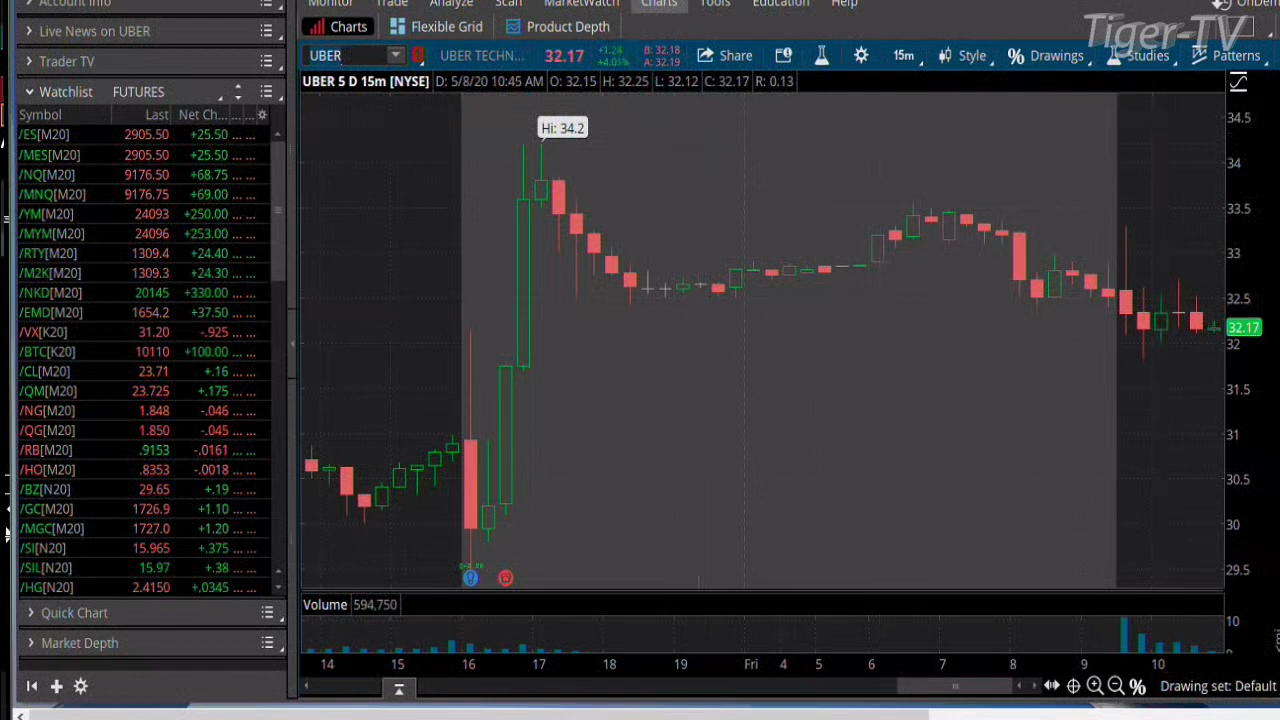 Account Info
Monitor Trade Analyze Scan MarketWatch Charts Tools Education Help OnDem
Live News on UBER
Charts Flexible Grid Product Depth
Tiger-TV
Trader TV
UBER UBER TECHN... 32.17 +1.24 +4.01% B: 32.18 A: 32.19 Share 15m Style Drawings Studies Patterns
UBER 5 D 15m [NYSE] D: 5/8/20 10:45 AM O: 32.15 H: 32.25 L: 32.12 C: 32.17 R: 0.13
Watchlist FUTURES
Symbol Last Net Ch... ... ...
/ES[M20] 2905.50 +25.50 ... ...
/MES[M20] 2905.50 +25.50 ... ...
/NQ[M20] 9176.50 +68.75 ... ...
/MNQ[M20] 9176.75 +69.00 ... ...
/YM[M20] 24093 +250.00 ... ...
/MYM[M20] 24096 +253.00 ... ...
/RTY[M20] 1309.4 +24.40 ... ...
/M2K[M20] 1309.3 +24.30 ... ...
/NKD[M20] 20145 +330.00 ... ...
/EMD[M20] 1654.2 +37.50 ... ...
/VX[K20] 31.20 -.925 ... ...
/BTC[K20] 10110 +100.00 ... ...
/CL[M20] 23.71 +.16 ... ...
/QM[M20] 23.725 +.175 ... ...
/NG[M20] 1.848 -.046 ... ...
/QG[M20] 1.850 -.045 ... ...
/RB[M20] .9153 -.0161 ... ...
/HO[M20] .8353 -.0018 ... ...
/BZ[N20] 29.65 +.19 ... ...
/GC[M20] 1726.9 +1.10 ... ...
/MGC[M20] 1727.0 +1.20 ... ...
/SI[N20] 15.965 +.375 ... ...
/SIL[N20] 15.97 +.38 ... ...
/HG[N20] 2.4150 +.0345 ... ...
Quick Chart
Market Depth
Hi: 34.2
34.5
34
33.5
33
32.5
32.17
32
31.5
31
30.5
30
29.5
Volume 594,750
10
5
0
14 15 16 17 18 19 Fri 4 5 6 7 8 9 10
Drawing set: Default